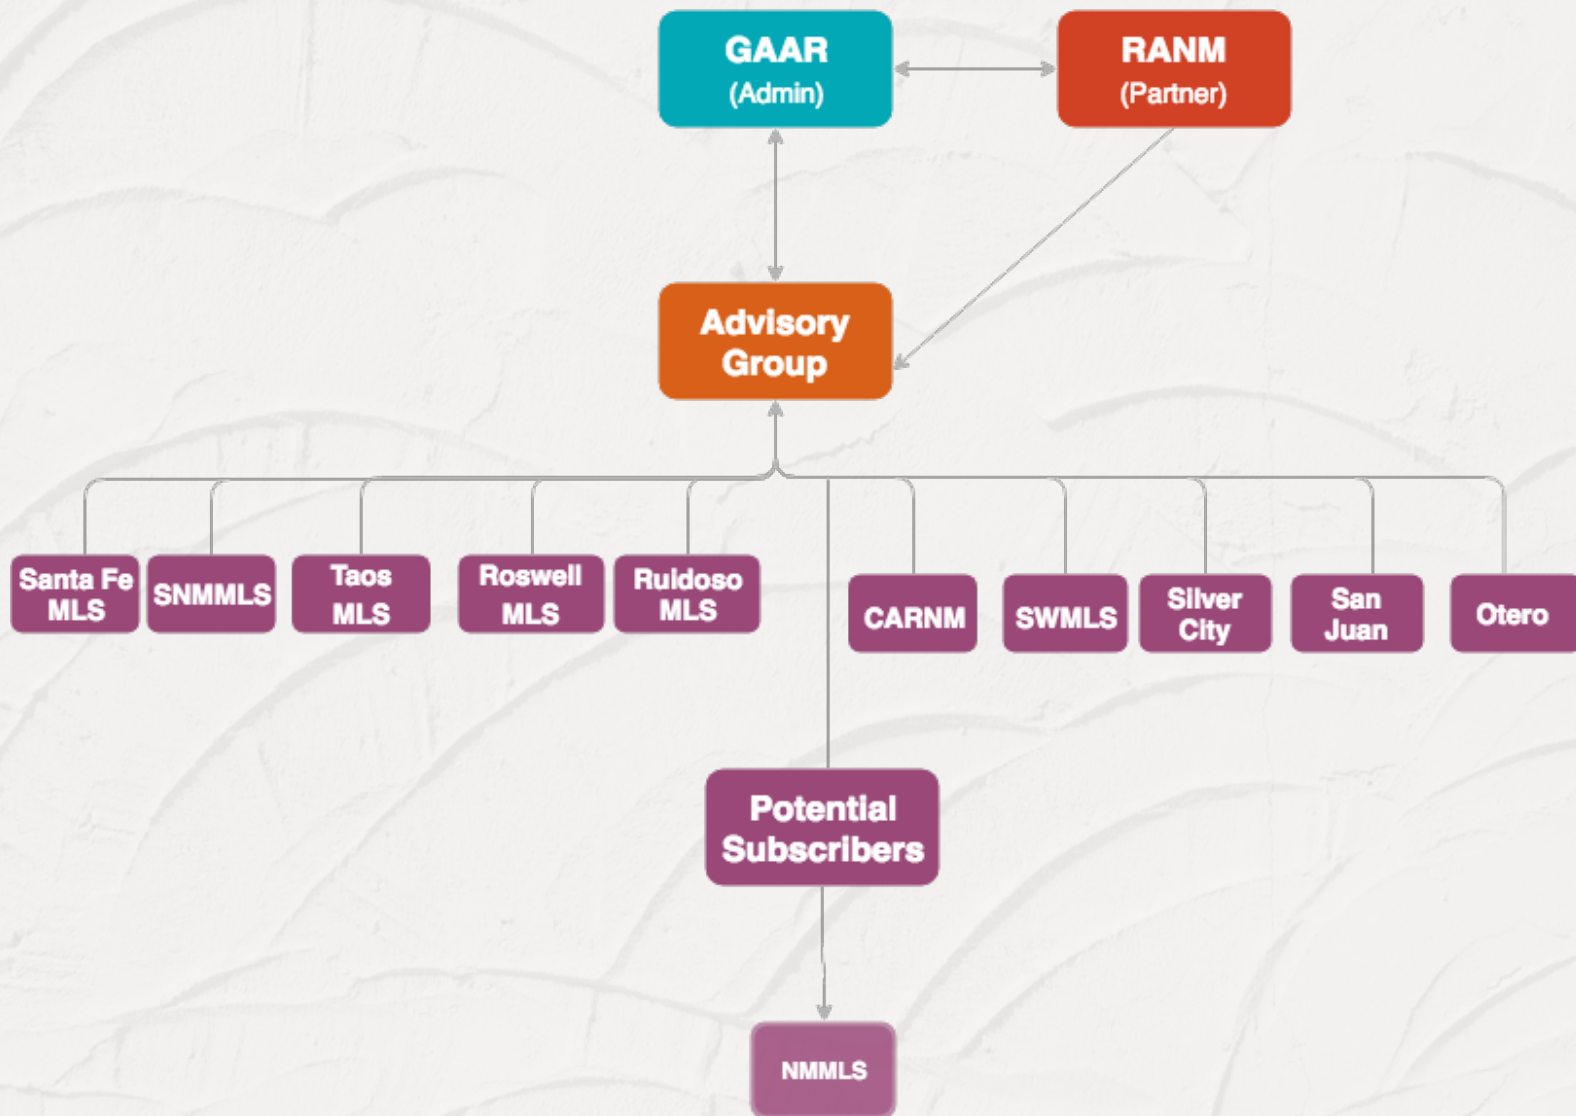 GAAR
(Admin)
RANM
(Partner)
Advisory
Group
Santa Fe
MLS
SNMMLS
Taos
MLS
Roswell
MLS
Ruidoso
MLS
CARNM
SWMLS
Silver
City
San
Juan
Otero
Potential
Subscribers
NMMLS